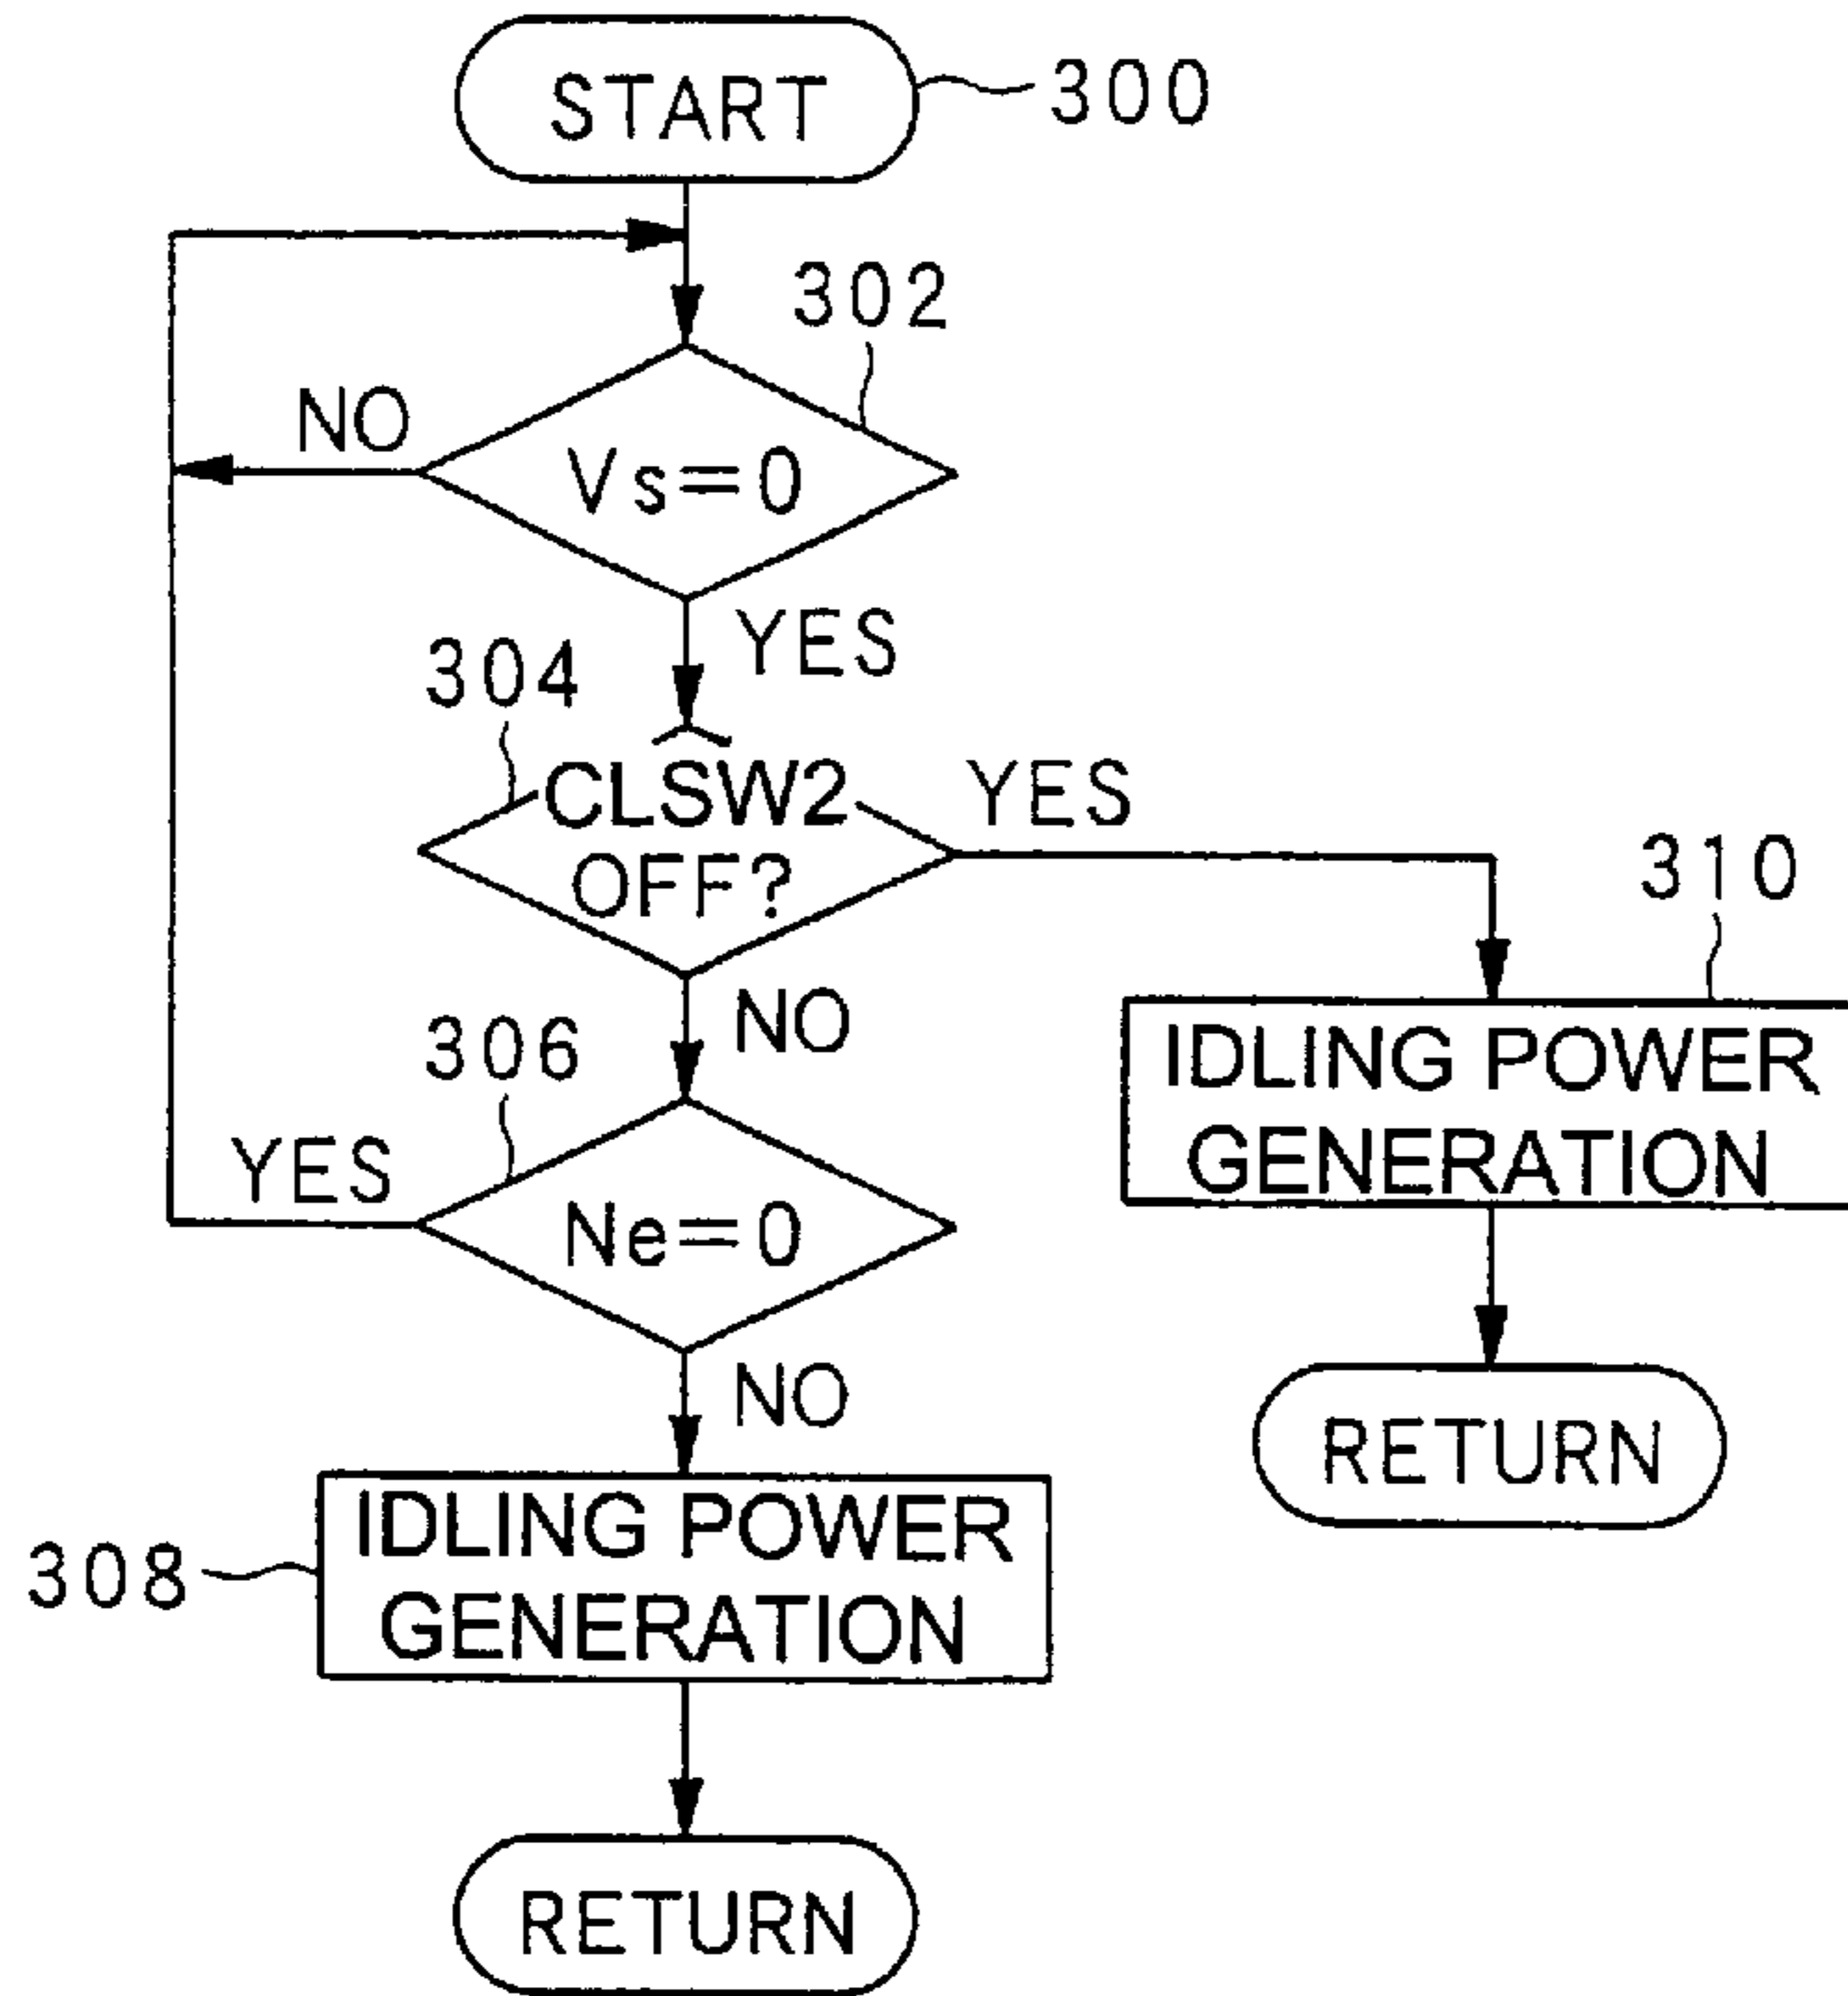 START
300
302
NO
Vs=0
YES
304
CLSW2
OFF?
YES
310
NO
IDLING POWER
GENERATION
306
YES
Ne=0
NO
RETURN
308
IDLING POWER
GENERATION
RETURN